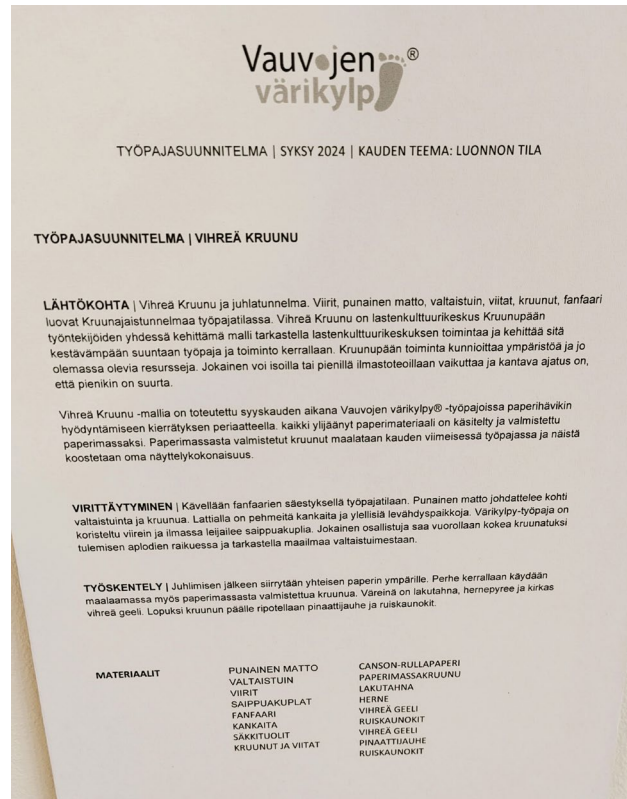 Vauvojen®
värikylpy
TYÖPAJASUUNNITELMA | SYKSY 2024 | KAUDEN TEEMA: LUONNON TILA
TYÖPAJASUUNNITELMA | VIHREÄ KRUUNU
LÄHTÖKOHTA | Vihreä Kruunu ja juhlatunnelma. Viirit, punainen matto, valtaistuin, viitat, kruunut, fanfaari
luovat Kruunajaistunnelmaa työpajatilassa. Vihreä Kruunu on lastenkulttuurikeskus Kruunupään
työntekijöiden yhdessä kehittämä malli tarkastella lastenkulttuurikeskuksen toimintaa ja kehittää sitä
kestävämpään suuntaan työpaja ja toiminto kerrallaan. Kruunupään toiminta kunnioittaa ympäristöä ja jo
olemassa olevia resursseja. Jokainen voi isoilla tai pienillä ilmastoteoillaan vaikuttaa ja kantava ajatus on,
että pienikin on suurta.
Vihreä Kruunu -mallia on toteutettu syyskauden aikana Vauvojen värikylpy® -työpajoissa paperihävikin
hyödyntämiseen kierrätyksen periaatteella. kaikki ylijäänyt paperimateriaali on käsitelty ja valmistettu
paperimassaksi. Paperimassasta valmistetut kruunut maalataan kauden viimeisessä työpajassa ja näistä
koostetaan oma näyttelykokonaisuus.
VIRITTÄYTYMINEN | Kävellään fanfaarien säestyksellä työpajatilaan. Punainen matto johdattelee kohti
valtaistuinta ja kruunua. Lattialla on pehmeitä kankaita ja ylellisiä levähdyspaikkoja. Värikylpy-työpaja on
koristeltu viirein ja ilmassa leijailee saippuakuplia. Jokainen osallistuja saa vuorollaan kokea kruunatuksi
tulemisen aplodien raikuessa ja tarkastella maailmaa valtaistuimestaan.
TYÖSKENTELY | Juhlimisen jälkeen siirrytään yhteisen paperin ympärille. Perhe kerrallaan käydään
maalaamassa myös paperimassasta valmistettua kruunua. Väreinä on lakutahna, hernepyree ja kirkas
vihreä geeli. Lopuksi kruunun päälle ripotellaan pinaattijauhe ja ruiskaunokit.
MATERIAALIT
PUNAINEN MATTO
VALTAISTUIN
VIIRIT
SAIPPUAKUPLAT
FANFAARI
KANKAITA
SÄKKITUOLIT
KRUUNUT JA VIITAT
CANSON-RULLAPAPERI
PAPERIMASSAKRUUNU
LAKUTAHNA
HERNE
VIHREÄ GEELI
RUISKAUNOKIT
VIHREÄ GEELI
PINAATTIJAUHE
RUISKAUNOKIT